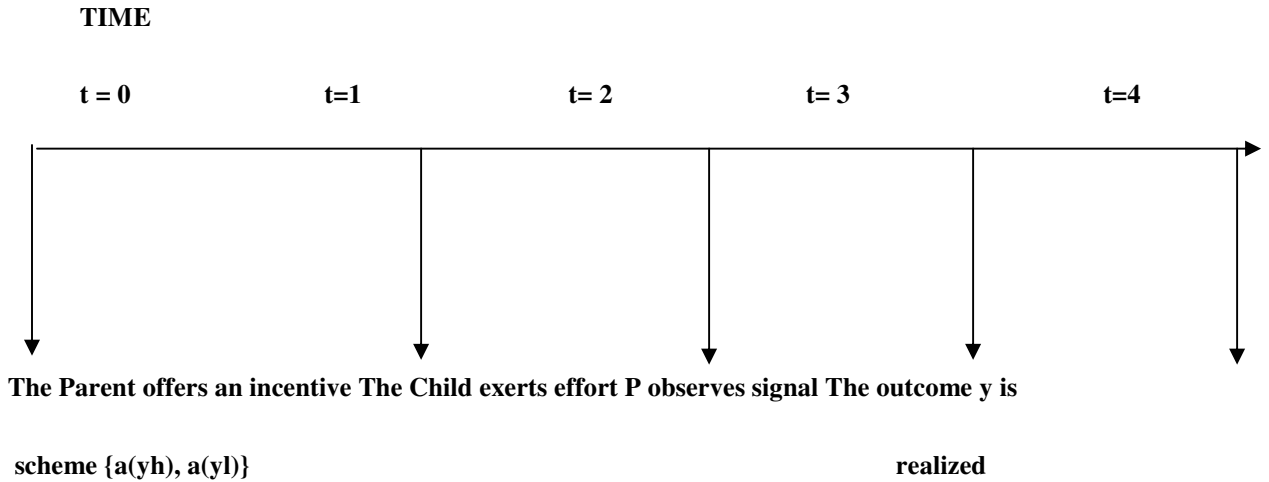 TIME
t = 0 t=1 t= 2 t= 3 t=4
The Parent offers an incentive The Child exerts effort P observes signal The outcome y is
scheme {a(yh), a(yl)} realized